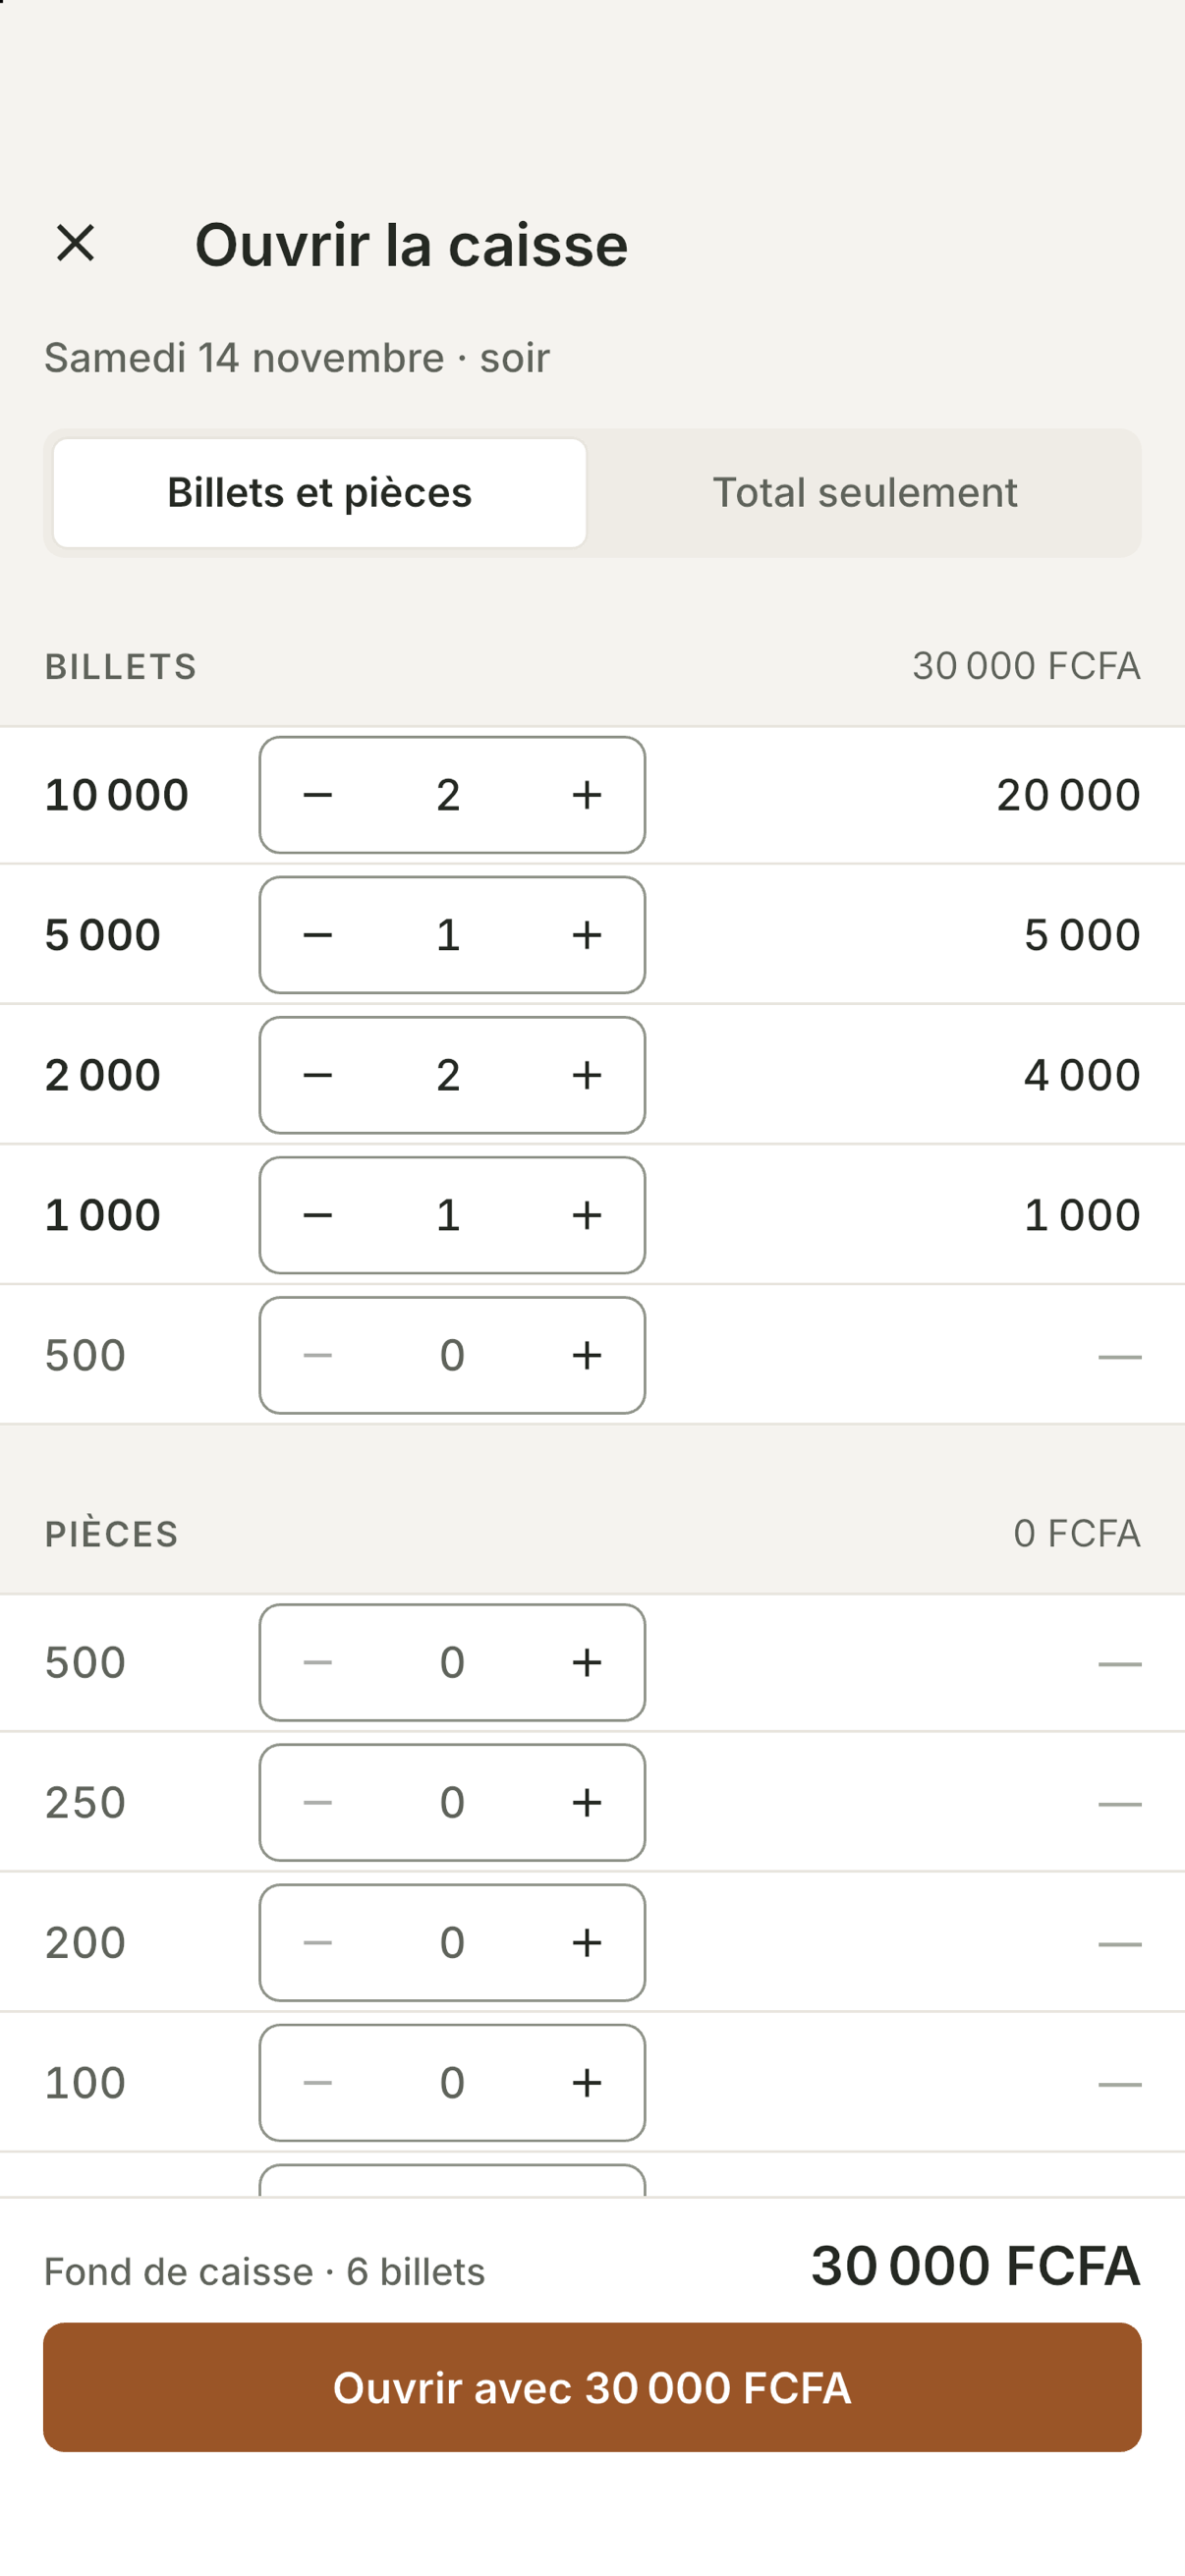 Ouvrir la caisse
Samedi 14 novembre · soir
Billets et pièces Total seulement
BILLETS 30 000 FCFA
10 000 − 2 + 20 000
5 000 − 1 + 5 000
2 000 − 2 + 4 000
1 000 − 1 + 1 000
500 − 0 + —
PIÈCES 0 FCFA
500 − 0 + —
250 − 0 + —
200 − 0 + —
100 − 0 + —
Fond de caisse · 6 billets 30 000 FCFA
Ouvrir avec 30 000 FCFA